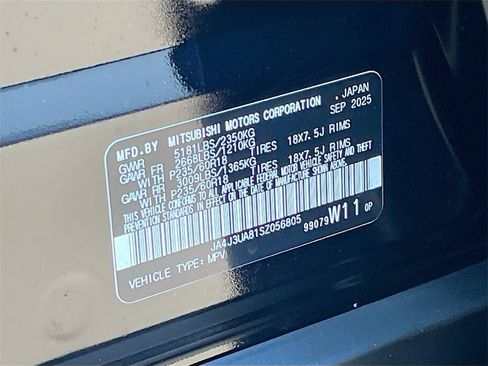 MFD.BY MITSUBISHI MOTORS CORPORATION , JAPAN
GVWR 5181LBS/2350KG SEP 2025
GAWR FR 2668LBS/1210KG
WITH P235/60R18 TIRES 18X7.5J RIMS
GAWR RR 3009LBS/1365KG
WITH P235/60R18 TIRES 18X7.5J RIMS
THIS VEHICLE CONFORMS TO ALL APPLICABLE FEDERAL MOTOR VEHICLE SAFETY, BUMPER AND THEFT
PREVENTION STANDARDS IN EFFECT ON THE DATE OF MANUFACTURE SHOWN ABOVE.
JA4J3UA81SZ056805 99079 W11 0P
VEHICLE TYPE:MPV